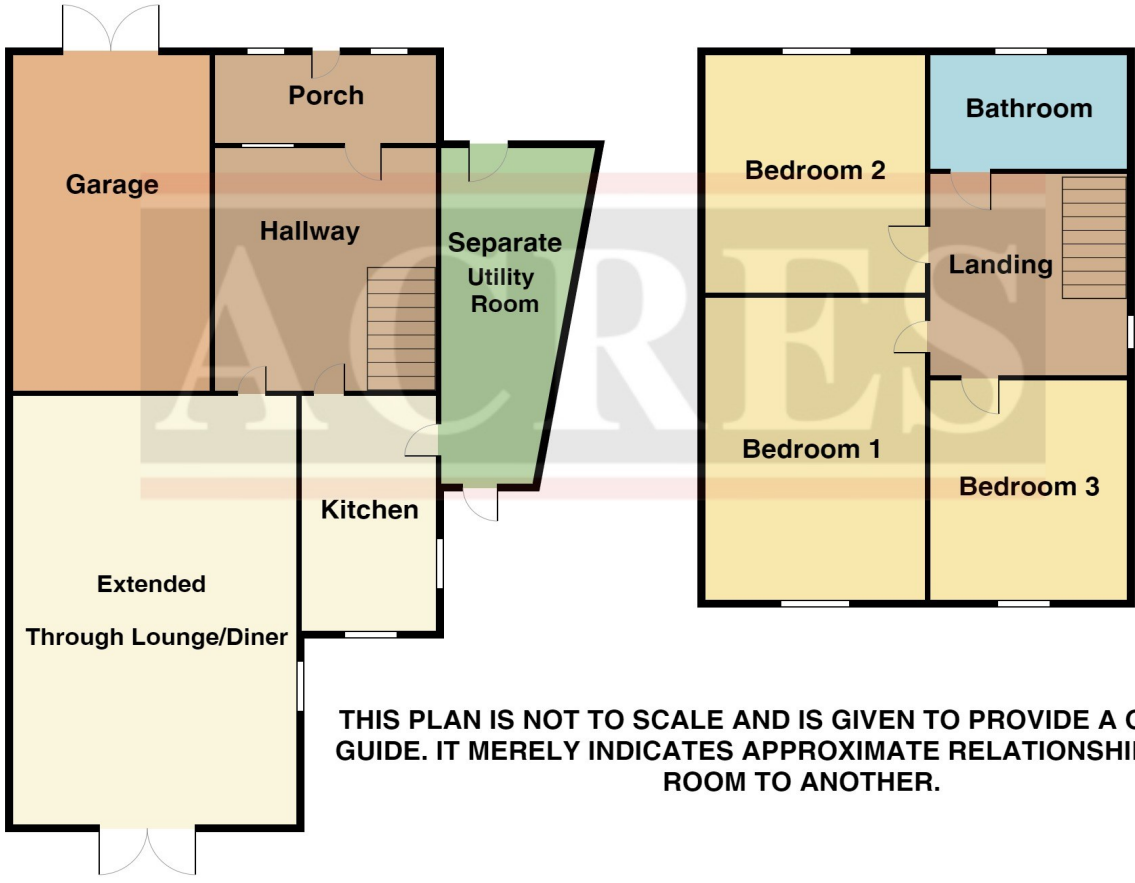 Porch
Garage
Hallway
Separate
Utility
Room
Kitchen
Extended
Through Lounge/Diner
Bathroom
Bedroom 2
Landing
Bedroom 1
Bedroom 3
ACRES
THIS PLAN IS NOT TO SCALE AND IS GIVEN TO PROVIDE A
GUIDE. IT MERELY INDICATES APPROXIMATE
ROOM TO ANOTHER.